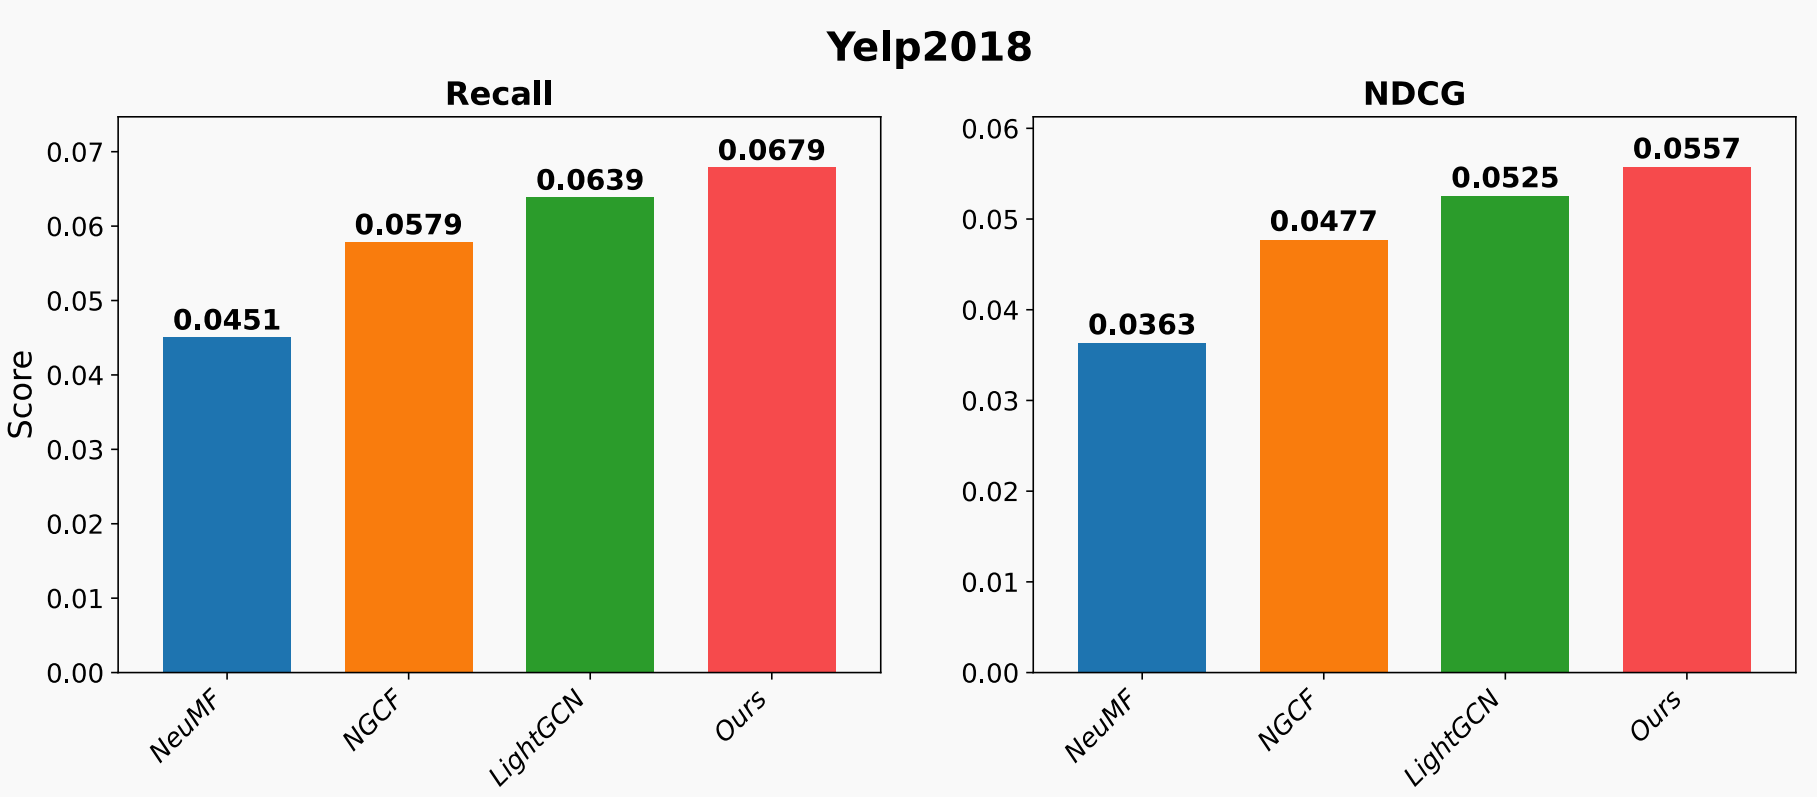 Yelp2018
Recall
Score
0.07
0.06
0.05
0.04
0.03
0.02
0.01
0.00
0.0451
0.0579
0.0639
0.0679
NeuMF
NGCF
LightGCN
Ours
NDCG
0.06
0.05
0.04
0.03
0.02
0.01
0.00
0.0363
0.0477
0.0525
0.0557
NeuMF
NGCF
LightGCN
Ours